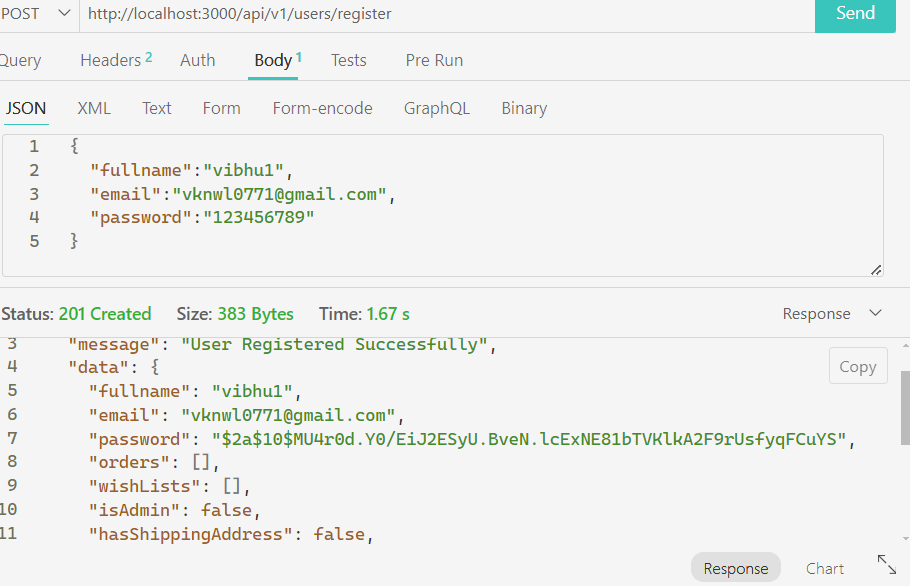 POST http://localhost:3000/api/v1/users/register Send
Query Headers 2 Auth Body 1 Tests Pre Run
JSON XML Text Form Form-encode GraphQL Binary
1 {
2 "fullname":"vibhu1",
3 "email":"vknwl0771@gmail.com",
4 "password":"123456789"
5 }
Status: 201 Created Size: 383 Bytes Time: 1.67 s Response
3 "message": "User Registered Successfully",
4 "data": {
Copy
5 "fullname": "vibhu1",
6 "email": "vknwl0771@gmail.com",
7 "password": "$2a$10$MU4r0d.Y0/EiJ2ESyU.BveN.lcExNE81bTVKlkA2F9rUsfyqFCuYS",
8 "orders": [],
9 "wishLists": [],
10 "isAdmin": false,
11 "hasShippingAddress": false,
Response Chart